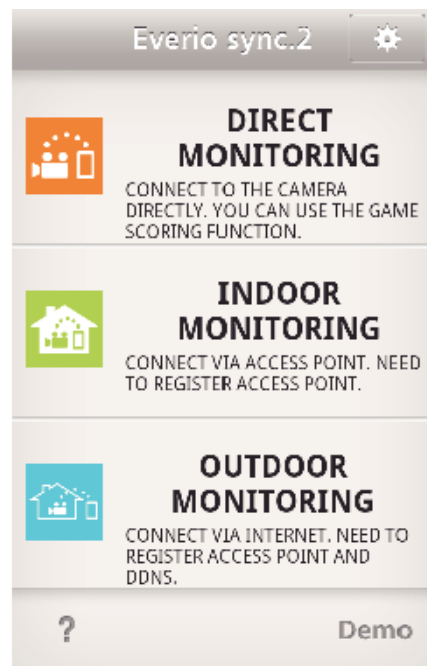 Everio sync.2
DIRECT
MONITORING
CONNECT TO THE CAMERA
DIRECTLY. YOU CAN USE THE GAME
SCORING FUNCTION.
INDOOR
MONITORING
CONNECT VIA ACCESS POINT. NEED
TO REGISTER ACCESS POINT.
OUTDOOR
MONITORING
CONNECT VIA INTERNET. NEED TO
REGISTER ACCESS POINT AND
DDNS.
? Demo